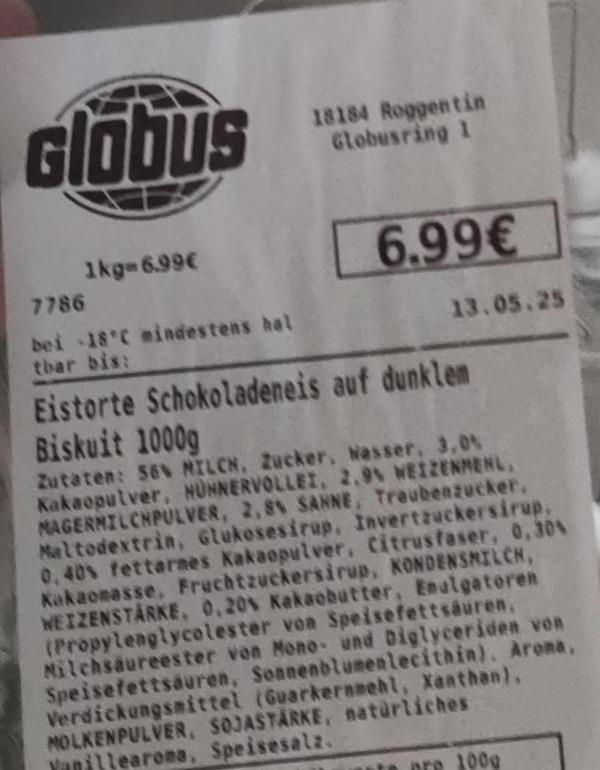 Globus
18184 Roggentin
Globusring 1
6.99€
1kg=6.99€
7786
13.05.25
bei -18°C mindestens hal
tbar bis:
Eistorte Schokoladeneis auf dunklem
Biskuit 1000g
Zutaten: 56% MILCH, Zucker, Wasser, 3,0%
Kakaopulver, HÜHNERVOLLEI, 2,9% WEIZENMEHL,
MAGERMILCHPULVER, 2,8% SAHNE, Traubenzucker,
Maltodextrin, Glukosesirup, Invertzuckersirup,
0,40% fettarmes Kakaopulver, Citrusfaser, 0,30%
Kakaomasse, Fruchtzuckersirup, KONDENSMILCH,
WEIZENSTÄRKE, 0,20% Kakaobutter, Emulgatoren
(Propylenglycolester von Speisefettsäuren,
Milchsäureester von Mono- und Diglyceriden von
Speisefettsäuren, Sonnenblumenlecithin), Aroma,
Verdickungsmittel (Guarkernmehl, Xanthan),
MOLKENPULVER, SOJASTÄRKE, natürliches
Vanillearoma, Speisesalz.
pro 100g